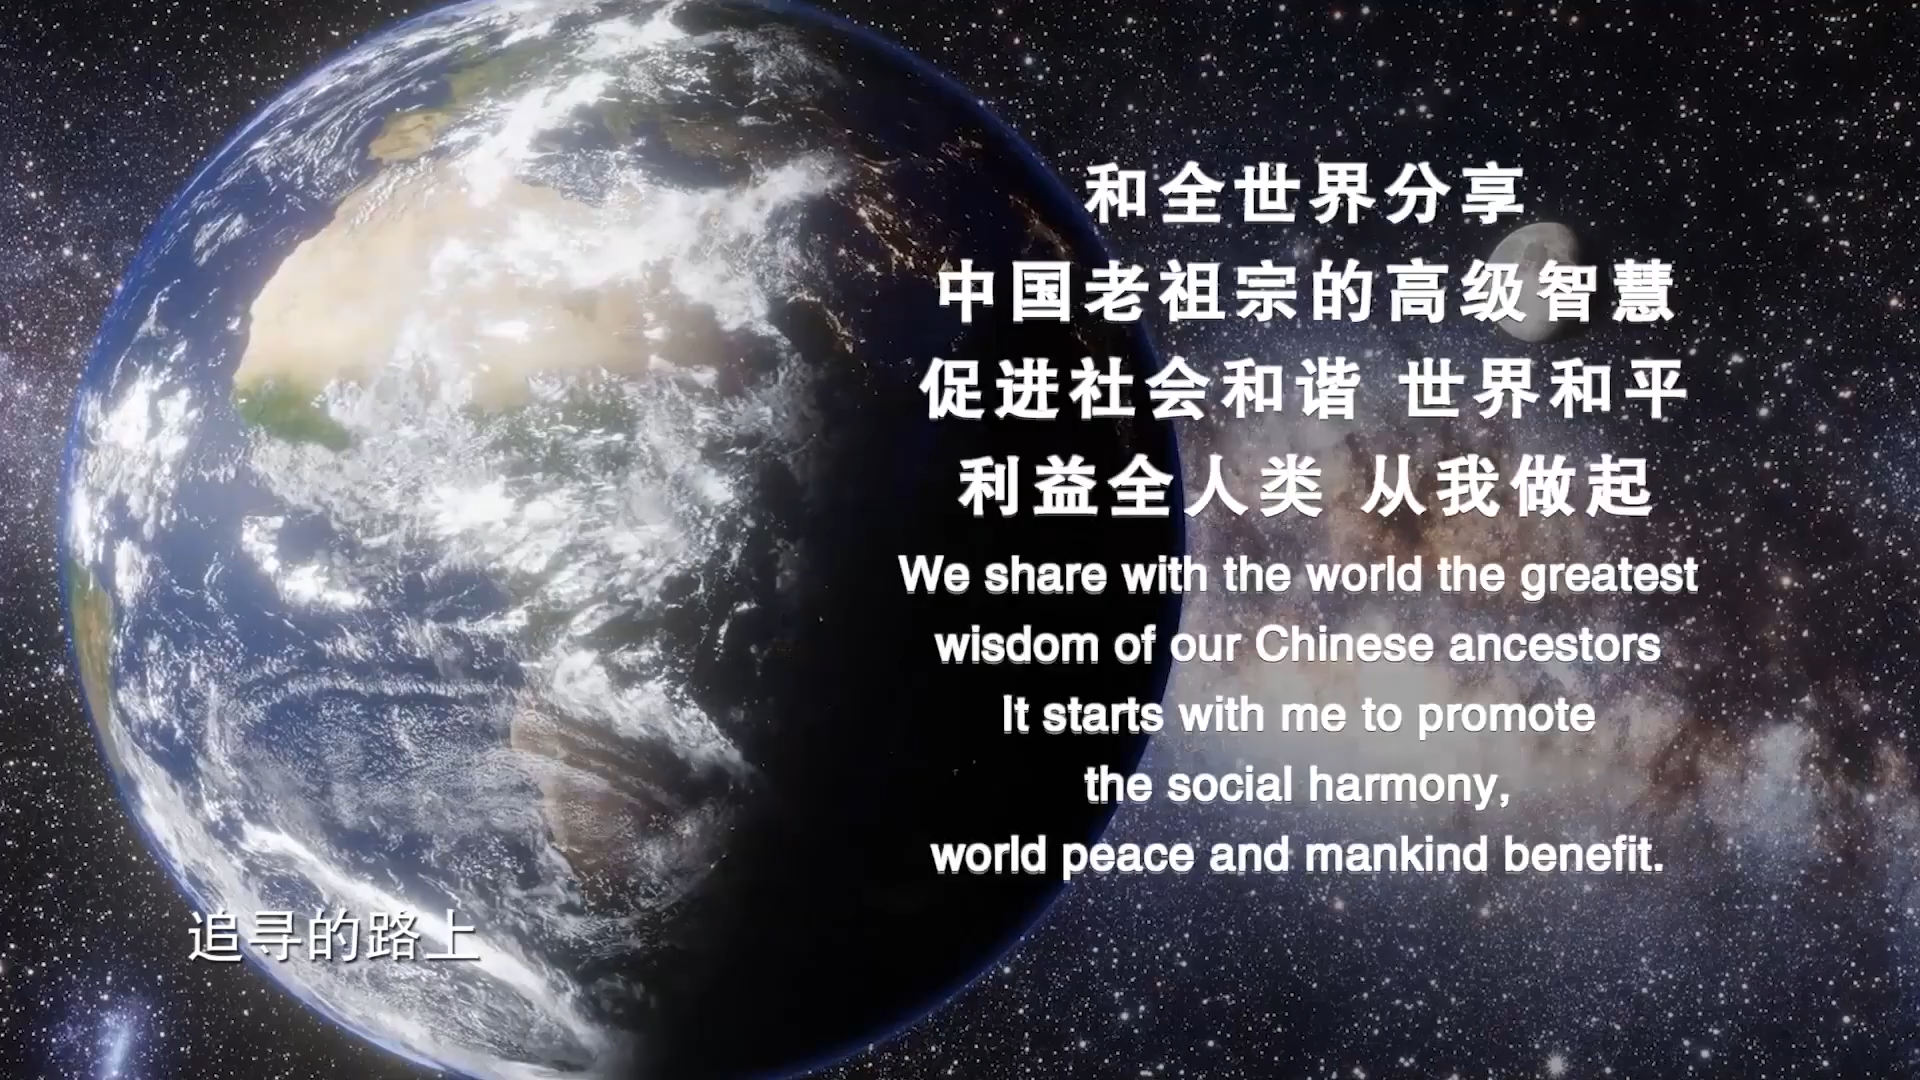 和全世界分享
中国老祖宗的高级智慧
促进社会和谐 世界和平
利益全人类 从我做起
We share with the world the greatest
wisdom of our Chinese ancestors
It starts with me to promote
the social harmony,
world peace and mankind benefit.
追寻的路上